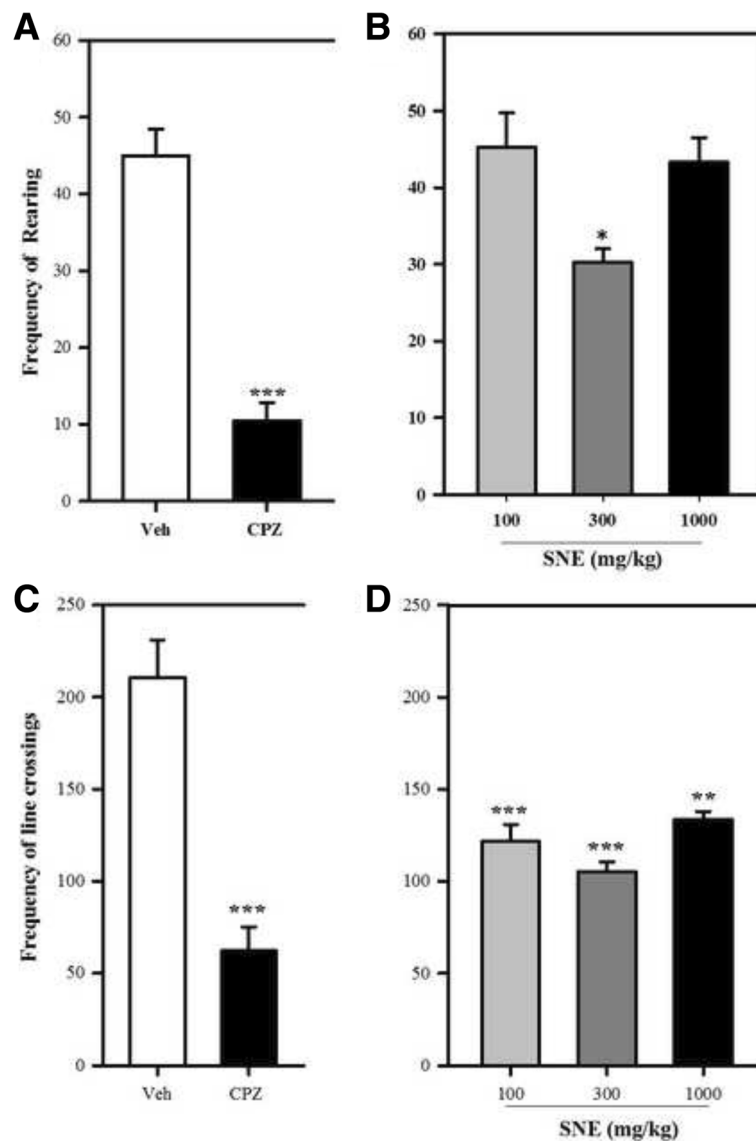 A
B
Frequency of Rearing
60
50
40
30
20
10
0
***
Veh CPZ
60
50
40
30
20
10
0
*
100 300 1000
SNE (mg/kg)
C
D
Frequency of line crossings
250
200
150
100
50
0
***
Veh CPZ
250
200
150
100
50
0
*** *** **
100 300 1000
SNE (mg/kg)